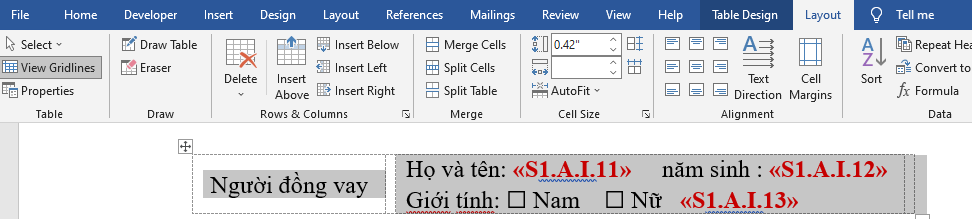 File Home Developer Insert Design Layout References Mailings Review View Help Table Design Layout Tell me
Select Draw Table Insert Below Merge Cells 0.42" Repeat Hea
View Gridlines Eraser Delete Insert Above Insert Left Split Cells Text Direction Cell Margins Sort Convert to
Properties Insert Right Split Table AutoFit Formula
Table Draw Rows & Columns Merge Cell Size Alignment Data
Họ và tên: «S1.A.I.11» năm sinh : «S1.A.I.12»
Người đồng vay
Giới tính: ☐ Nam ☐ Nữ «S1.A.I.13»